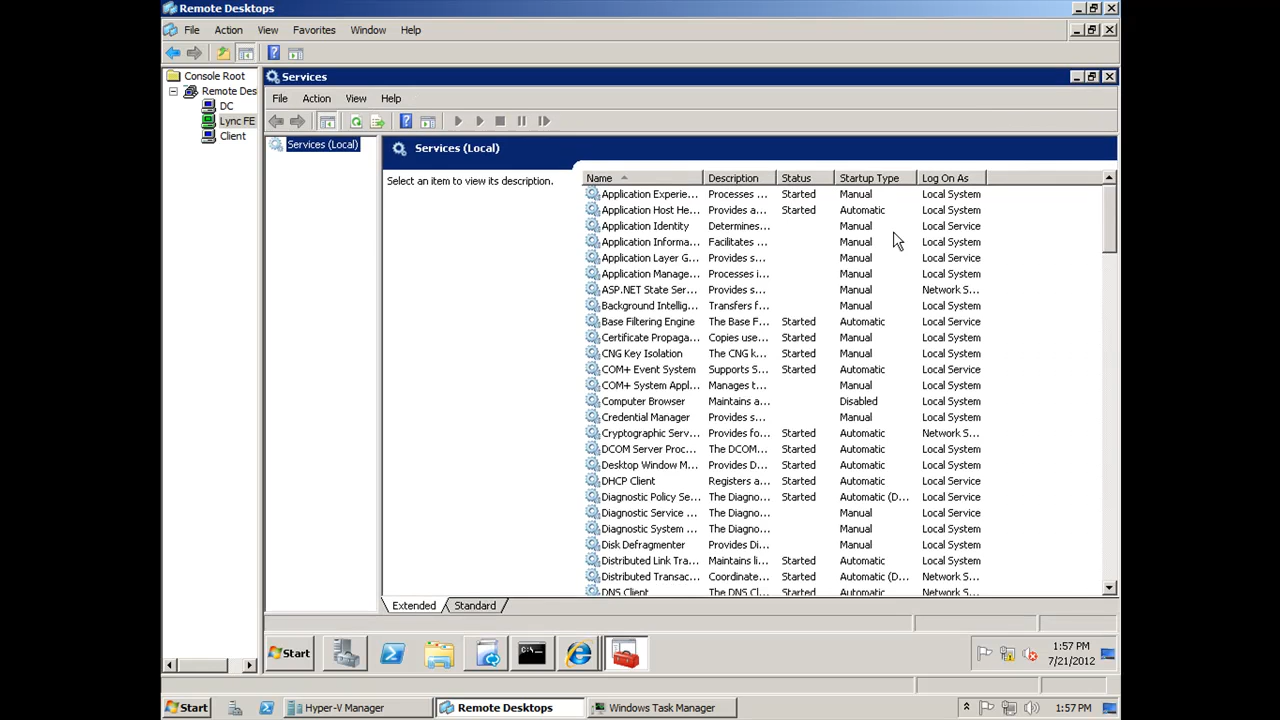 Remote Desktops
File Action View Favorites Window Help
Console Root
Remote Des
DC
Lync FE
Client
Services
File Action View Help
Services (Local)
Services (Local)
Select an item to view its description.
Name Description Status Startup Type Log On As
Application Experie... Processes ... Started Manual Local System
Application Host He... Provides a... Started Automatic Local System
Application Identity Determines... Manual Local Service
Application Informa... Facilitates ... Manual Local System
Application Layer G... Provides s... Manual Local Service
Application Manage... Processes i... Manual Local System
ASP.NET State Ser... Provides s... Manual Network S...
Background Intellig... Transfers f... Manual Local System
Base Filtering Engine The Base F... Started Automatic Local Service
Certificate Propaga... Copies use... Started Manual Local System
CNG Key Isolation The CNG k... Started Manual Local System
COM+ Event System Supports S... Started Automatic Local Service
COM+ System Appl... Manages t... Manual Local System
Computer Browser Maintains a... Disabled Local System
Credential Manager Provides s... Manual Local System
Cryptographic Serv... Provides fo... Started Automatic Network S...
DCOM Server Proc... The DCOM... Started Automatic Local System
Desktop Window M... Provides D... Started Automatic Local System
DHCP Client Registers a... Started Automatic Local Service
Diagnostic Policy Se... The Diagno... Started Automatic (D... Local Service
Diagnostic Service ... The Diagno... Manual Local Service
Diagnostic System ... The Diagno... Manual Local System
Disk Defragmenter Provides Di... Manual Local System
Distributed Link Tra... Maintains li... Started Automatic Local System
Distributed Transac... Coordinate... Started Automatic (D... Network S...
DNS Client The DNS Cl... Started Automatic Network S...
Extended Standard
Start
1:57 PM
7/21/2012
Start Hyper-V Manager Remote Desktops Windows Task Manager 1:57 PM